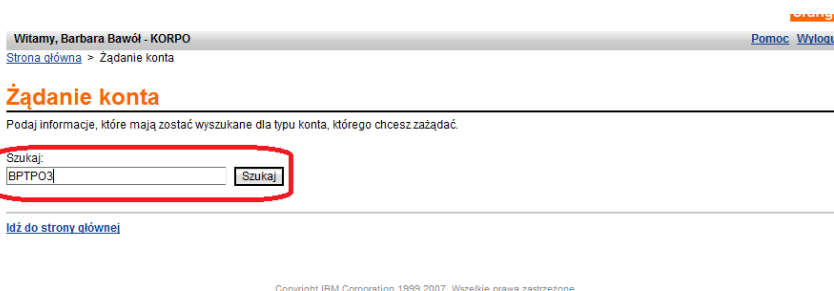 Witamy, Barbara Bawół - KORPO
Pomoc
Strona główna > Żądanie konta
Żądanie konta
Podaj informacje, które mają zostać wyszukane dla typu konta, którego chcesz zażądać.
Szukaj:
BPTPO3 Szukaj
Idź do strony głównej
Copyright IBM Corporation 1999,2007. Wszelkie prawa zastrzeżone.